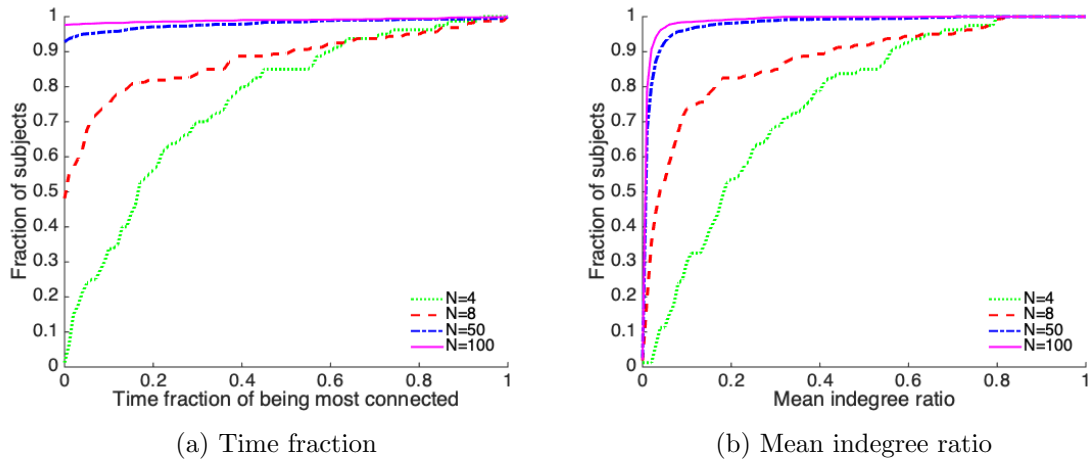 1
0.9
0.8
0.7
0.6
0.5
0.4
0.3
0.2
0.1
0
Fraction of subjects
N=4
N=8
N=50
N=100
0 0.2 0.4 0.6 0.8 1
Time fraction of being most connected
(a) Time fraction
1
0.9
0.8
0.7
0.6
0.5
0.4
0.3
0.2
0.1
0
Fraction of subjects
N=4
N=8
N=50
N=100
0 0.2 0.4 0.6 0.8 1
Mean indegree ratio
(b) Mean indegree ratio